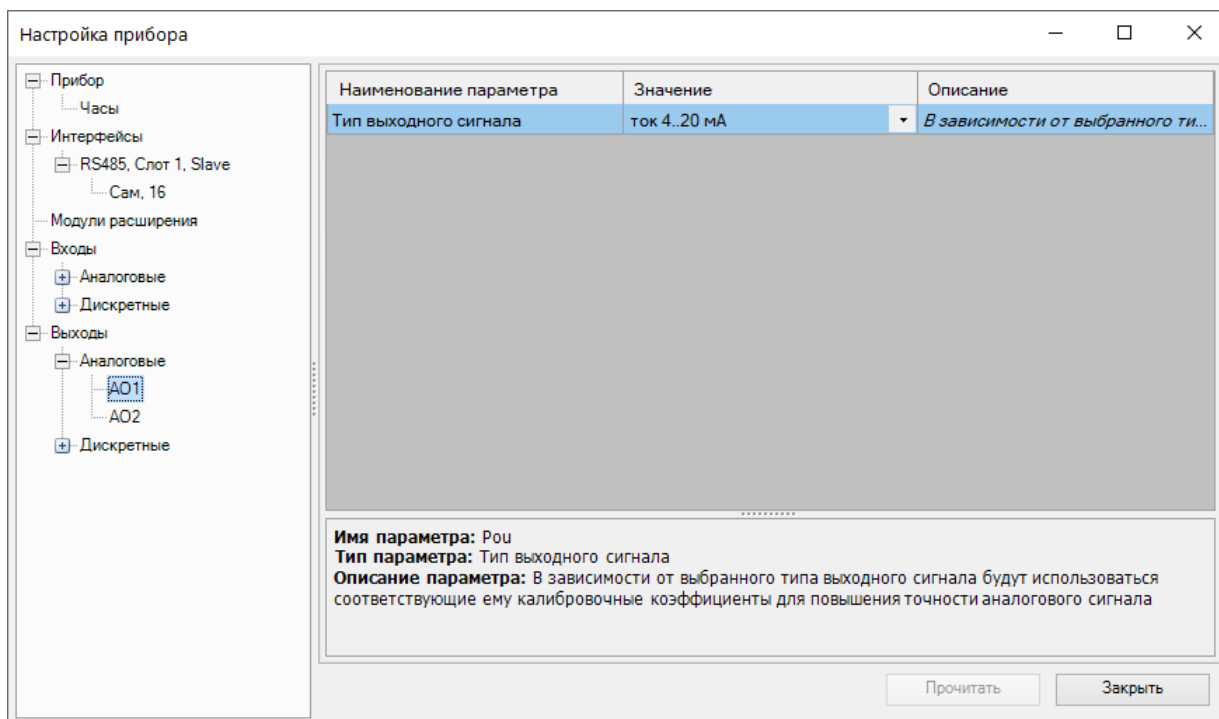 Настройка прибора
Прибор
Часы
Интерфейсы
RS485, Слот 1, Slave
Сам, 16
Модули расширения
Входы
Аналоговые
Дискретные
Выходы
Аналоговые
AO1
AO2
Дискретные
Наименование параметра Значение Описание
Тип выходного сигнала ток 4..20 мА В зависимости от выбранного ти...
Имя параметра: Pou
Тип параметра: Тип выходного сигнала
Описание параметра: В зависимости от выбранного типа выходного сигнала будут использоваться
соответствующие ему калибровочные коэффициенты для повышения точности аналогового сигнала
Прочитать Закрыть